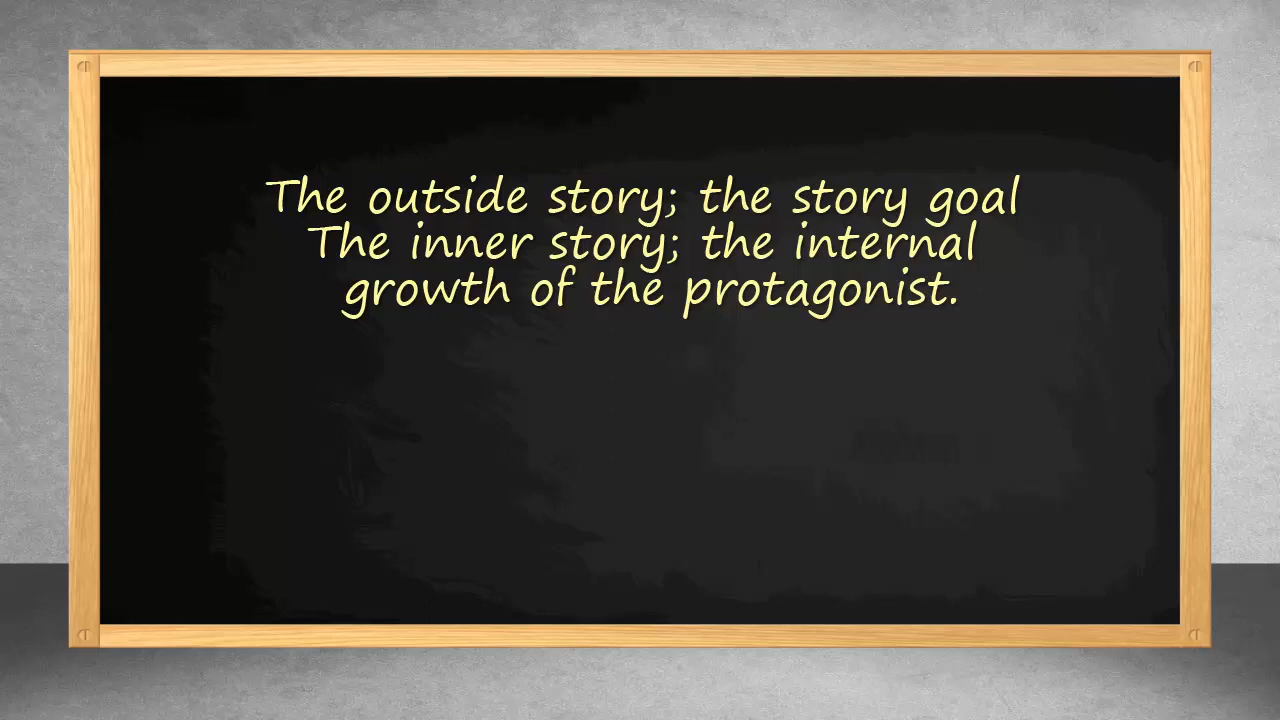 The outside story; the story goal
The inner story; the internal
growth of the protagonist.